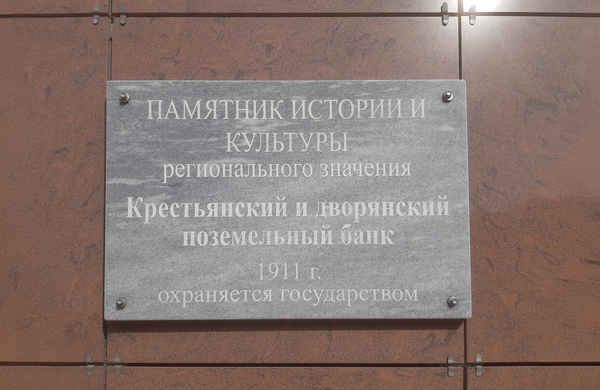 ПАМЯТНИК ИСТОРИИ И
КУЛЬТУРЫ
регионального значения
Крестьянский и дворянский
поземельный банк
1911 г.
охраняется государством